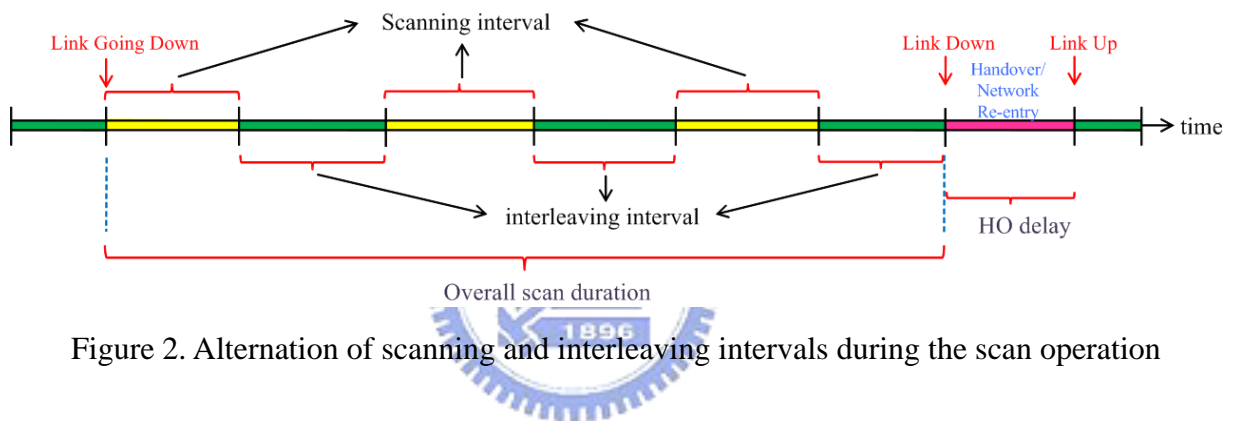 Scanning interval
Link Going Down
Link Down
Link Up
Handover/
Network
Re-entry
time
interleaving interval
HO delay
Overall scan duration
1896
Figure 2. Alternation of scanning and interleaving intervals during the scan operation